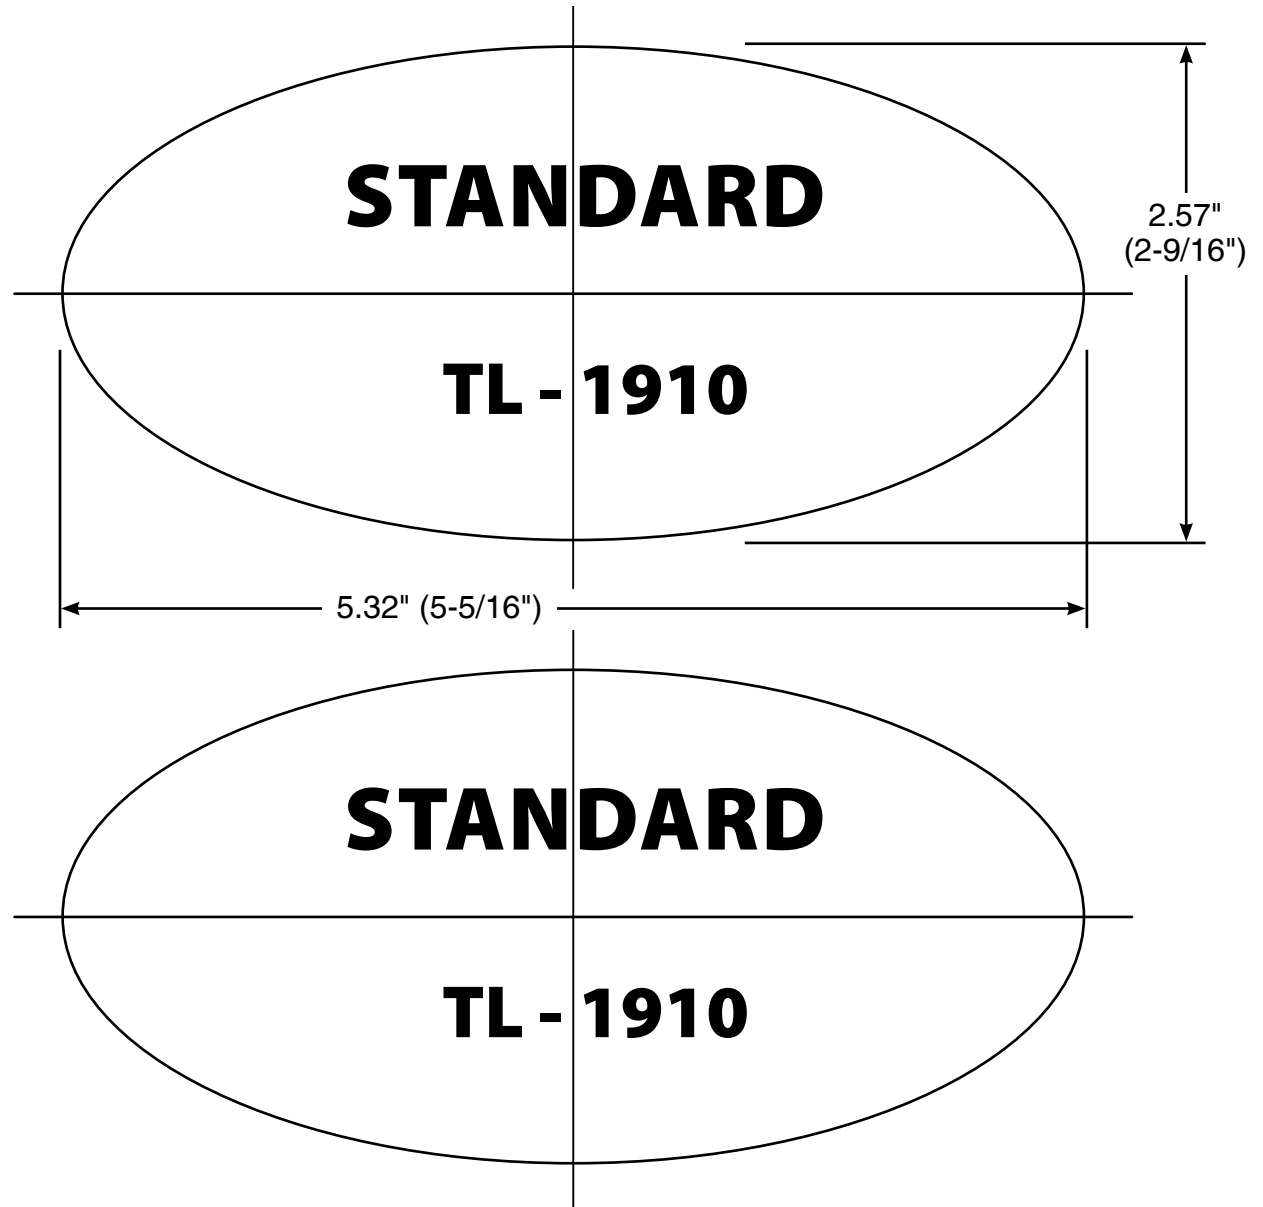 STANDARD
2.57"
(2-9/16")
TL - 1910
5.32" (5-5/16")
STANDARD
TL - 1910